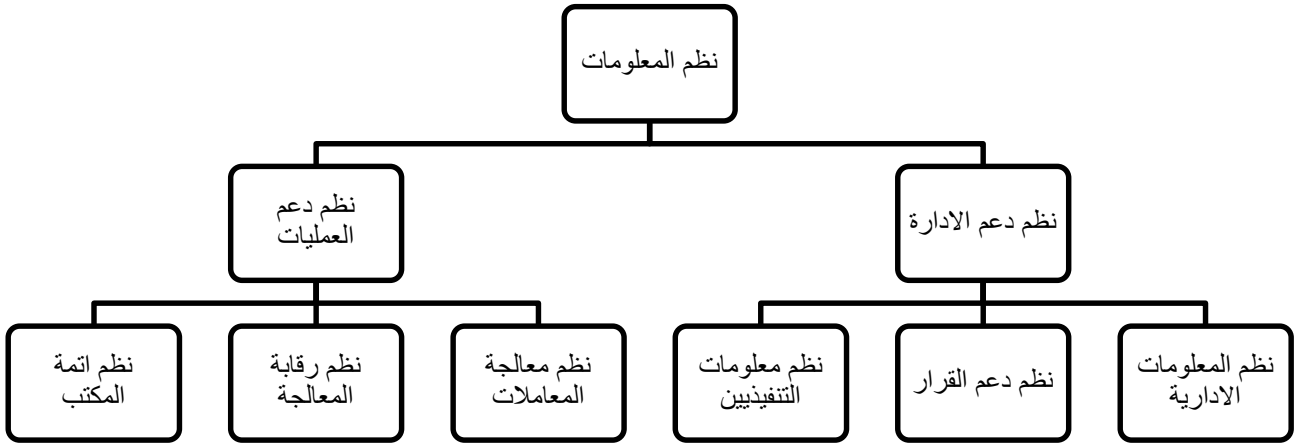 نظم المعلومات
نظم دعم الادارة
نظم دعم
العمليات
نظم المعلومات
الادارية
نظم دعم القرار
نظم معلومات
التنفيذيين
نظم معالجة
المعاملات
نظم رقابة
المعالجة
نظم اتمة
المكتب